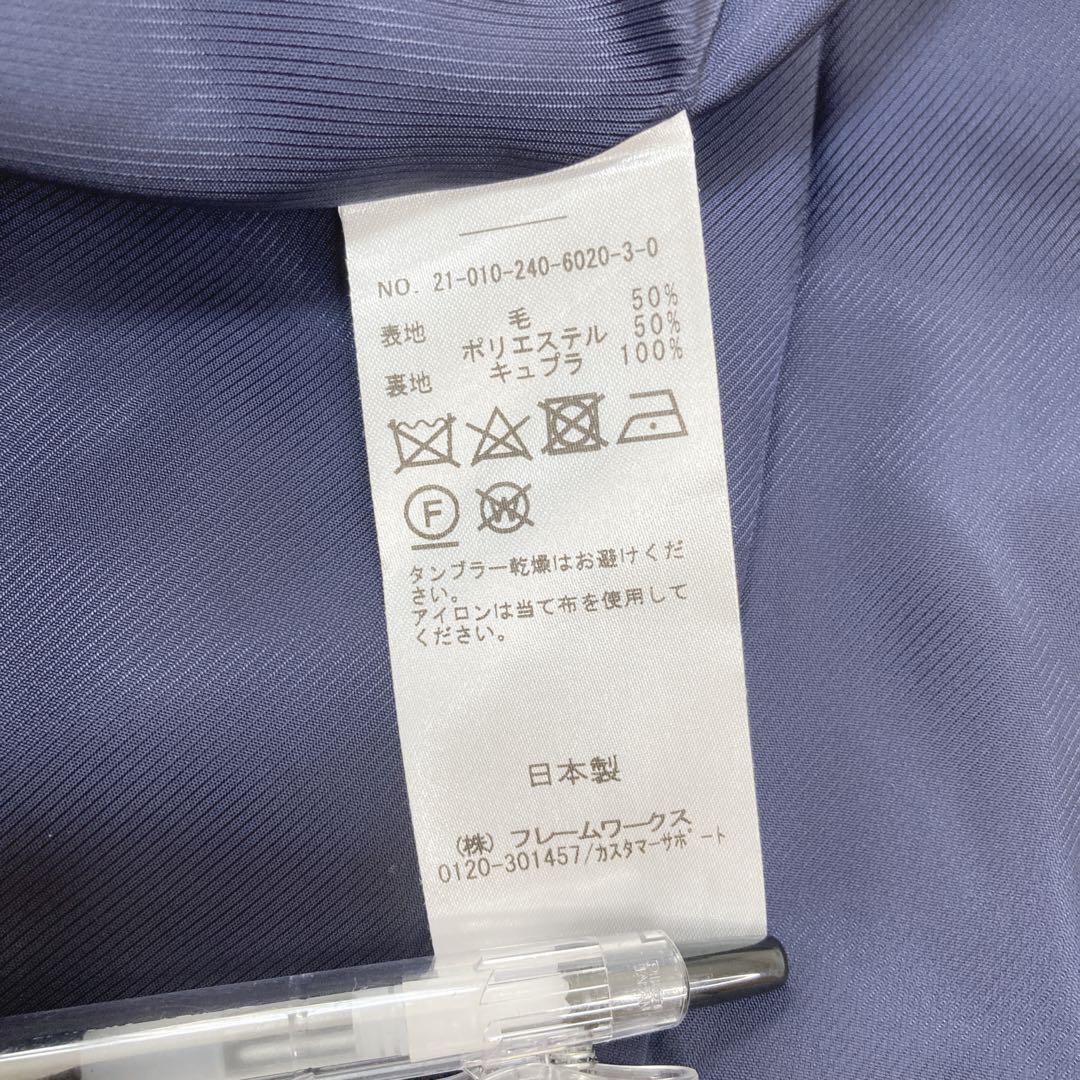 NO. 21-010-240-6020-3-0
表地 毛 50%
ポリエステル 50%
裏地 キュプラ 100%
F W
タンブラー乾燥はお避けくだ
さい。
アイロンは当て布を使用して
ください。
日本製
(株) フレームワークス
0120-301457/カスタマーサポート